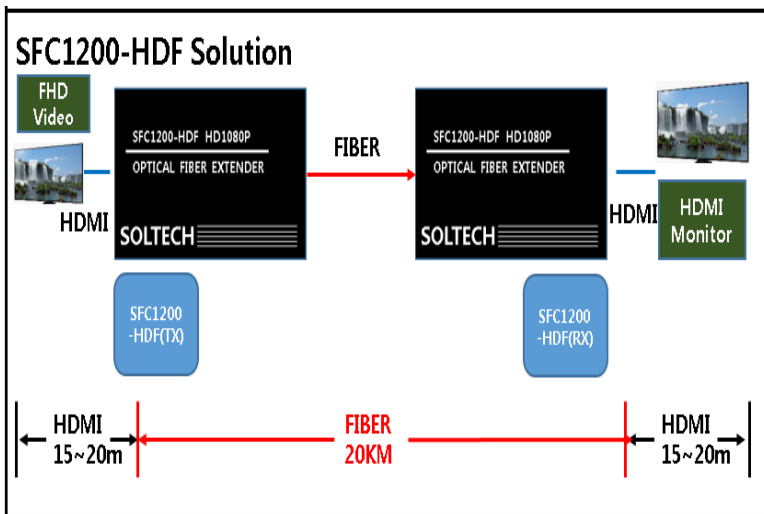 SFC1200-HDF Solution
FHD
Video
HDMI
SFC1200-HDF HD1080P
OPTICAL FIBER EXTENDER
SOLTECH
FIBER
SFC1200-HDF HD1080P
OPTICAL FIBER EXTENDER
SOLTECH
HDMI
HDMI
Monitor
SFC1200
-HDF(TX)
SFC1200
-HDF(RX)
HDMI
15~20m
FIBER
20KM
HDMI
15~20m